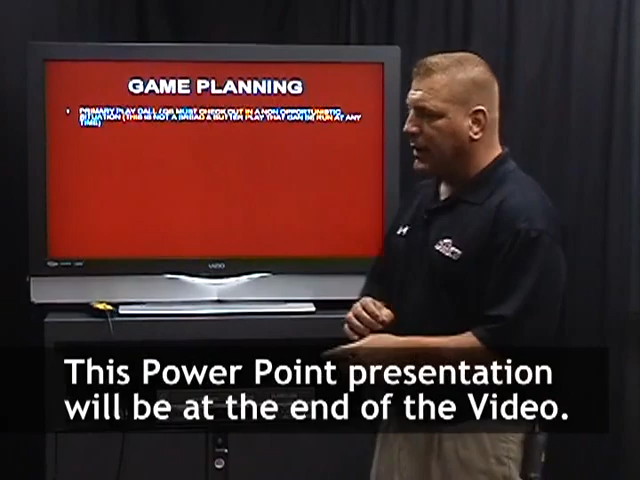 GAME PLANNING
• PRIMARY PLAY CALL / QB MUST CHECK OUT IN A NON OPPORTUNISTIC
SITUATION (THIS IS NOT A BREAD & BUTTER PLAY THAT CAN BE RUN AT ANY
TIME)
VIZIO
This Power Point presentation
will be at the end of the Video.